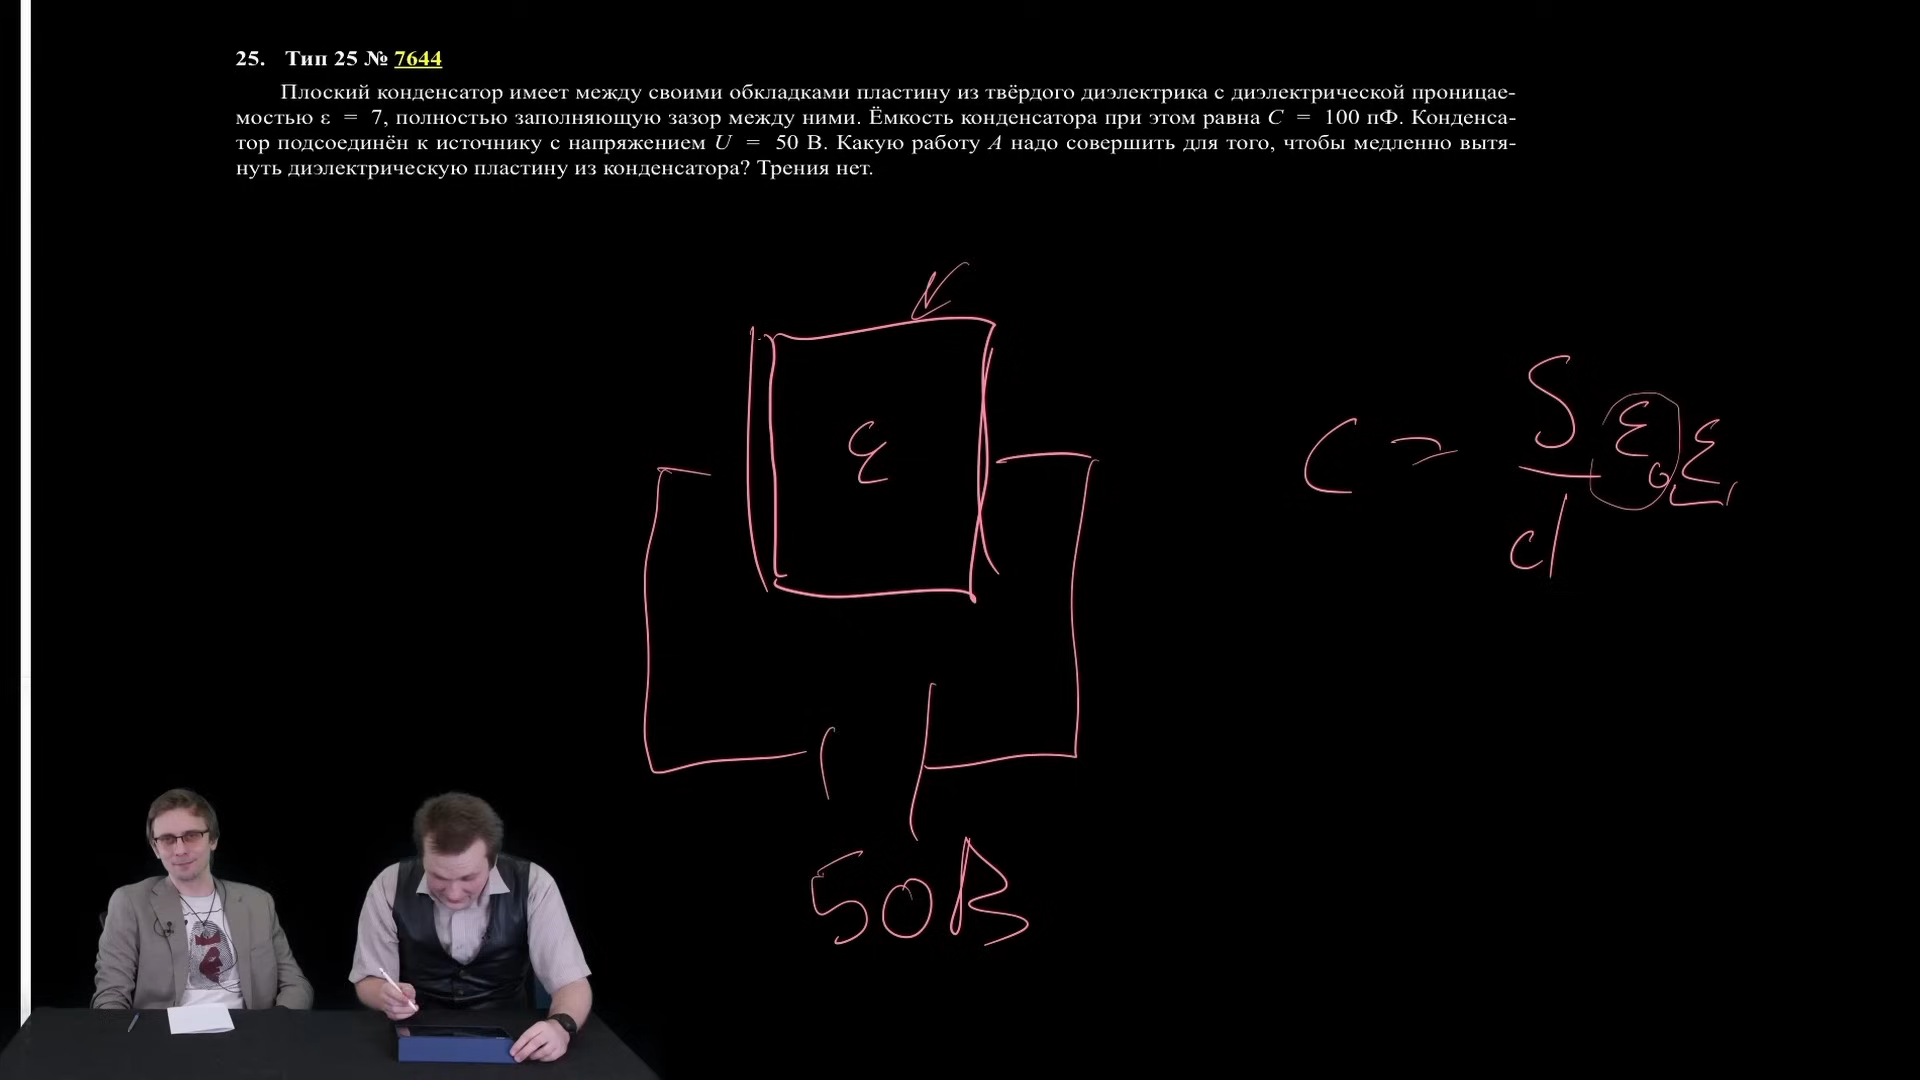 25. Тип 25 № 7644
Плоский конденсатор имеет между своими обкладками пластину из твёрдого диэлектрика с диэлектрической проницае-
мостью ε = 7, полностью заполняющую зазор между ними. Ёмкость конденсатора при этом равна C = 100 пФ. Конденса-
тор подсоединён к источнику с напряжением U = 50 В. Какую работу A надо совершить для того, чтобы медленно вытя-
нуть диэлектрическую пластину из конденсатора? Трения нет.
ε
C = S/d ε₀ε
50В